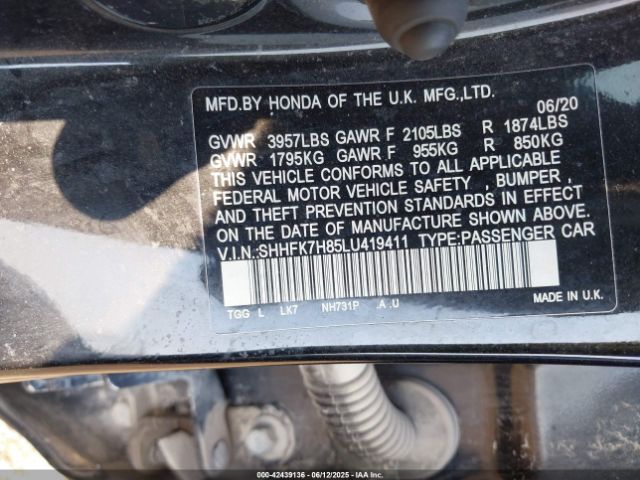 MFD.BY HONDA OF THE U.K. MFG.,LTD.
06/20
GVWR 3957LBS GAWR F 2105LBS R 1874LBS
GVWR 1795KG GAWR F 955KG R 850KG
THIS VEHICLE CONFORMS TO ALL APPLICABLE
FEDERAL MOTOR VEHICLE SAFETY , BUMPER ,
AND THEFT PREVENTION STANDARDS IN EFFECT
ON THE DATE OF MANUFACTURE SHOWN ABOVE.
V.I.N.:SHHFK7H85LU419411 TYPE:PASSENGER CAR
TGG L LK7 NH731P .A .U
MADE IN U.K.
00-42439136 - 06/12/2025 - IAA Inc.